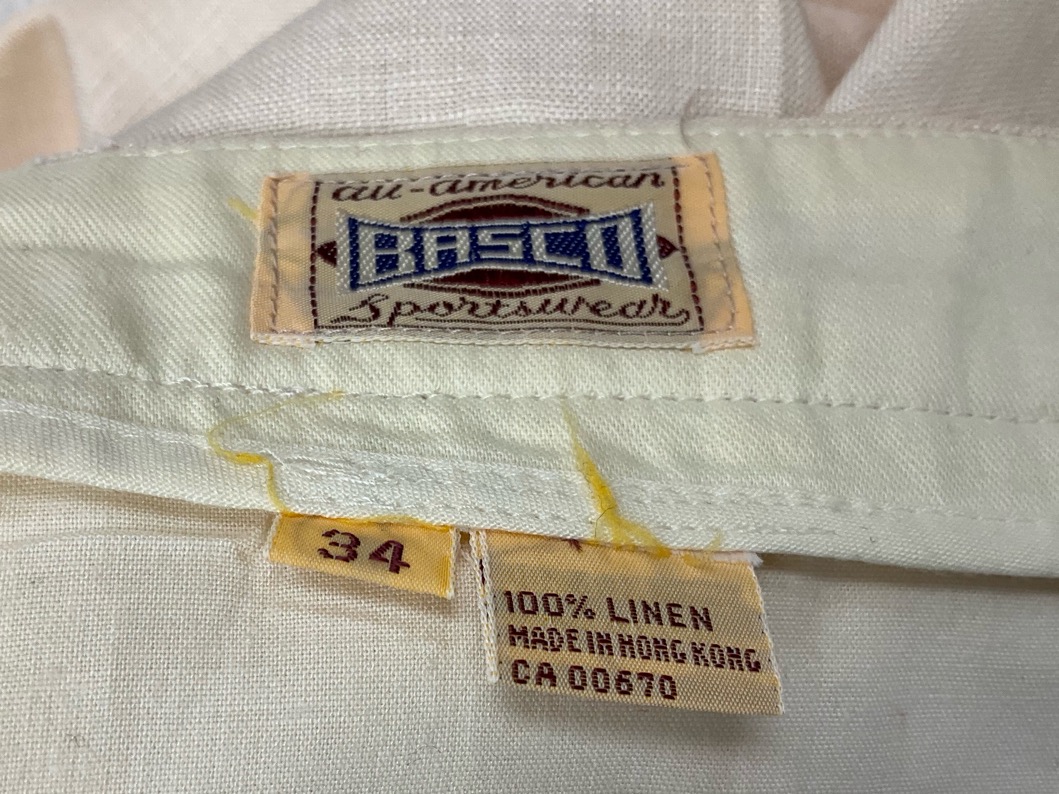 all-american
BASCO
Sportswear
34
100% LINEN
MADE IN HONG KONG
CA 00670